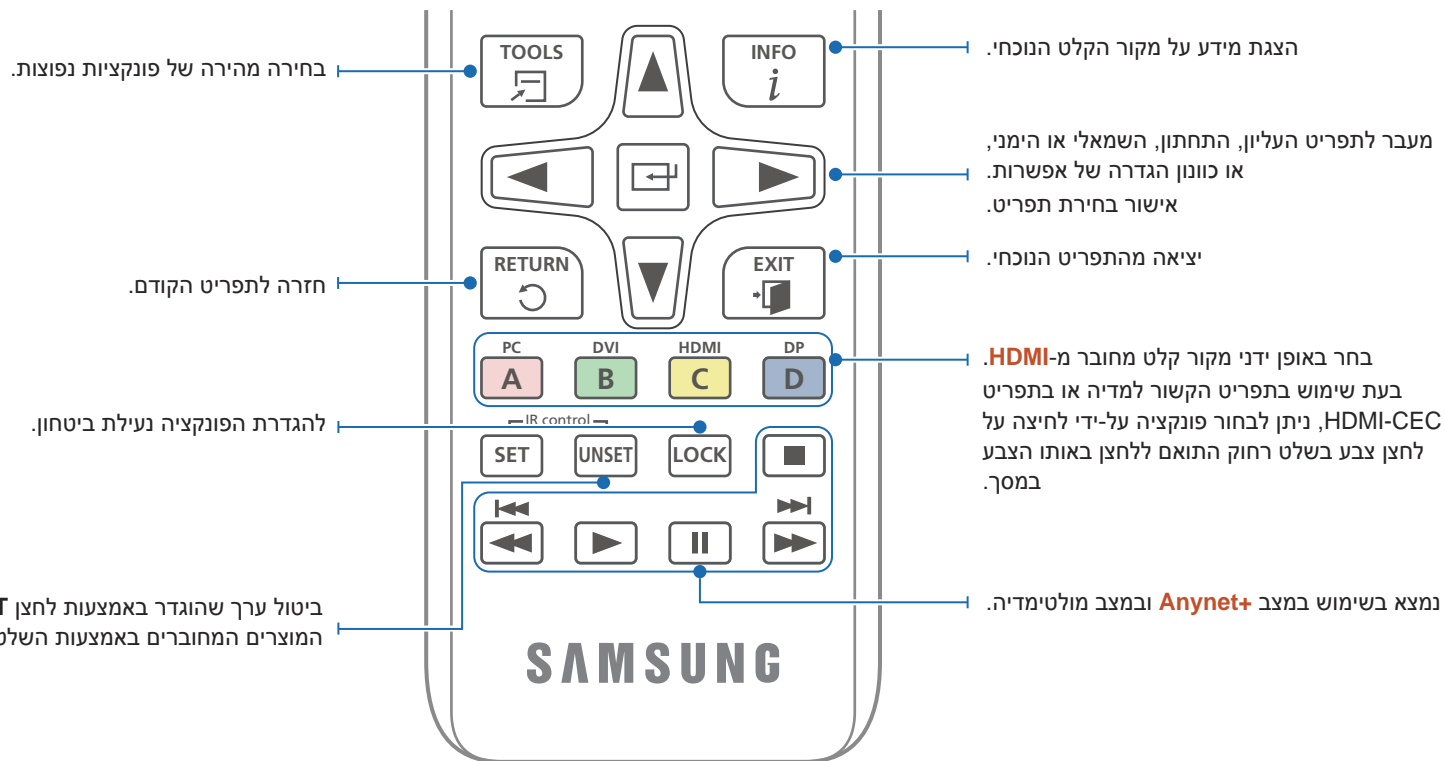 TOOLS
INFO
i
בחירה מהירה של פונקציות נפוצות.
הצגת מידע על מקור הקלט הנוכחי.
מעבר לתפריט העליון, התחתון, השמאלי או הימני,
או כוונון הגדרה של אפשרות.
אישור בחירת תפריט.
RETURN
EXIT
חזרה לתפריט הקודם.
יציאה מהתפריט הנוכחי.
PC DVI HDMI DP
A B C D
בחר באופן ידני מקור קלט מחובר מ-HDMI.
בעת שימוש בתפריט הקשור למדיה או בתפריט
HDMI-CEC, ניתן לבחור פונקציה על-ידי לחיצה על
לחצן צבע בשלט רחוק התואם ללחצן באותו הצבע
במסך.
להגדרת הפונקציה נעילת ביטחון.
IR control
SET UNSET LOCK
נמצא בשימוש במצב Anynet+ ובמצב מולטימדיה.
ביטול ערך שהוגדר באמצעות לחצן
המוצרים המחוברים באמצעות
SAMSUNG